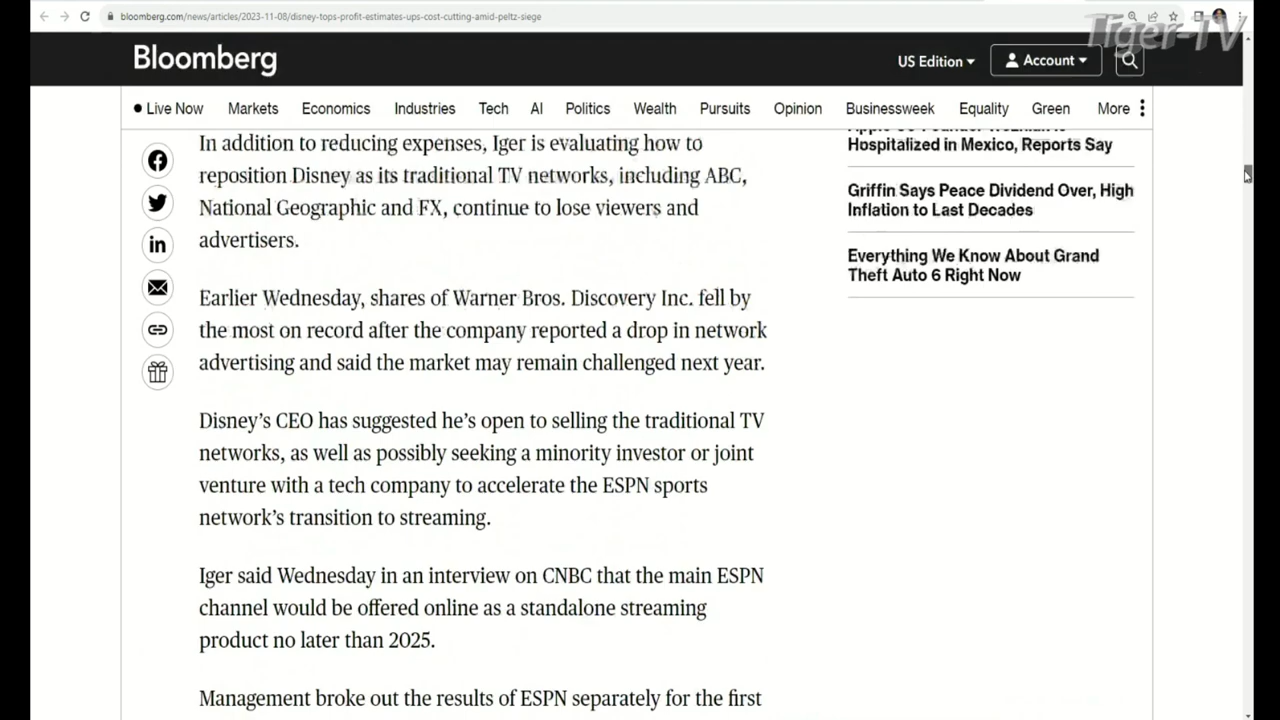 bloomberg.com/news/articles/2023-11-08/disney-tops-profit-estimates-ups-cost-cutting-amid-peltz-siege
Tiger-TV
Bloomberg
US Edition
Account
Live Now
Markets
Economics
Industries
Tech
AI
Politics
Wealth
Pursuits
Opinion
Businessweek
Equality
Green
More
In addition to reducing expenses, Iger is evaluating how to
reposition Disney as its traditional TV networks, including ABC,
National Geographic and FX, continue to lose viewers and
advertisers.
Earlier Wednesday, shares of Warner Bros. Discovery Inc. fell by
the most on record after the company reported a drop in network
advertising and said the market may remain challenged next year.
Disney’s CEO has suggested he’s open to selling the traditional TV
networks, as well as possibly seeking a minority investor or joint
venture with a tech company to accelerate the ESPN sports
network’s transition to streaming.
Iger said Wednesday in an interview on CNBC that the main ESPN
channel would be offered online as a standalone streaming
product no later than 2025.
Management broke out the results of ESPN separately for the first
Hospitalized in Mexico, Reports Say
Griffin Says Peace Dividend Over, High
Inflation to Last Decades
Everything We Know About Grand
Theft Auto 6 Right Now